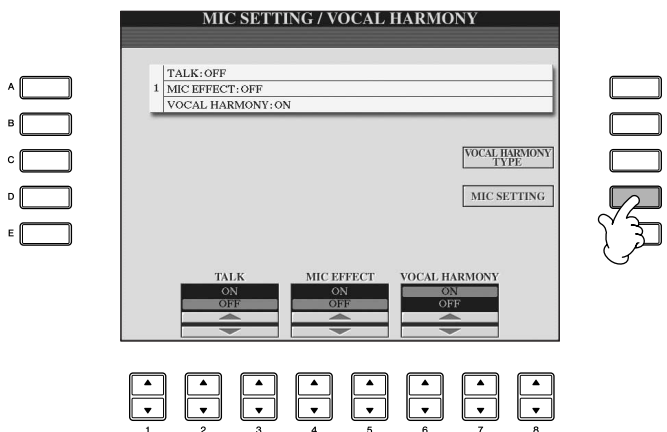 MIC SETTING / VOCAL HARMONY
TALK:OFF
1 MIC EFFECT:OFF
VOCAL HARMONY:ON
A
B
C
D
E
VOCAL HARMONY
TYPE
MIC SETTING
TALK MIC EFFECT VOCAL HARMONY
ON ON ON
OFF OFF OFF
1 2 3 4 5 6 7 8